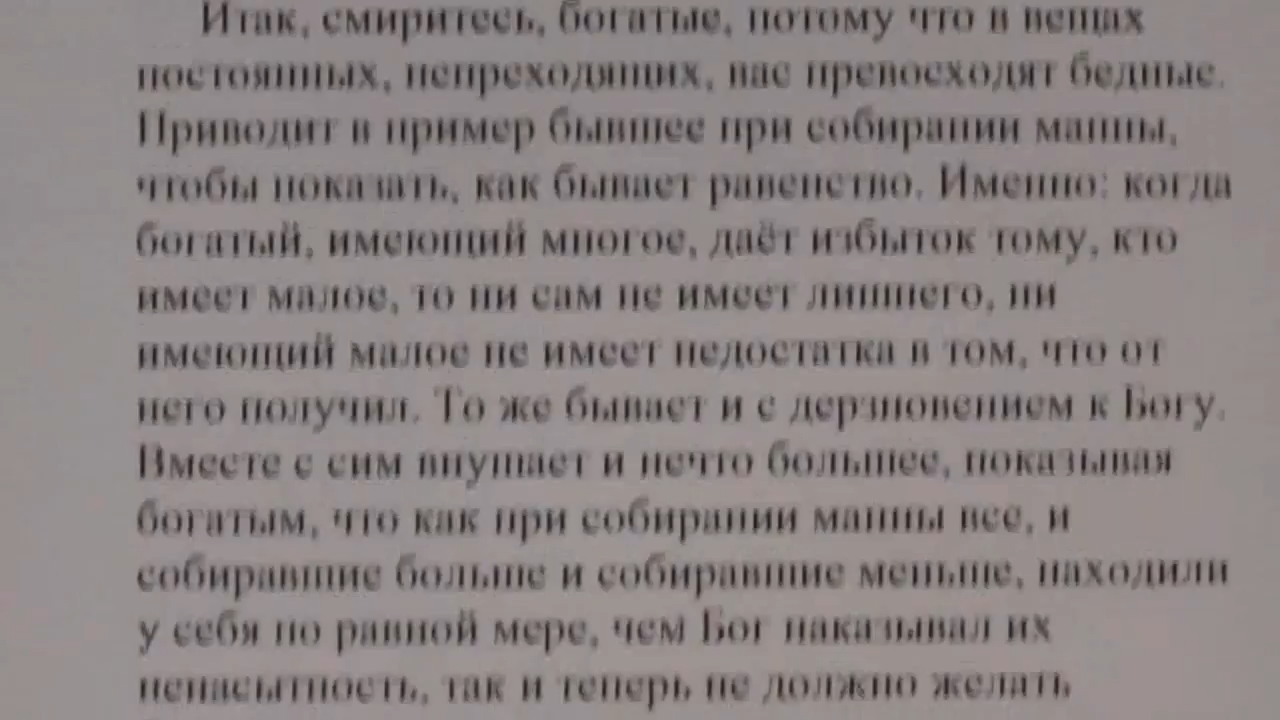 Итак, смиритесь, богатые, потому что в вещах
постоянных, непреходящих, вас превосходят бедные.
Приводит в пример бывшее при собирании манны,
чтобы показать, как бывает равенство. Именно: когда
богатый, имеющий многое, даёт избыток тому, кто
имеет малое, то ни сам не имеет лишнего, ни
имеющий малое не имеет недостатка в том, что от
него получил. То же бывает и с дерзновением к Богу.
Вместе с сим внушает и нечто большее, показывая
богатым, что как при собирании манны все, и
собиравшие больше и собиравшие меньше, находили
у себя по равной мере, чем Бог наказывал их
ненасытность, так и теперь не должно желать